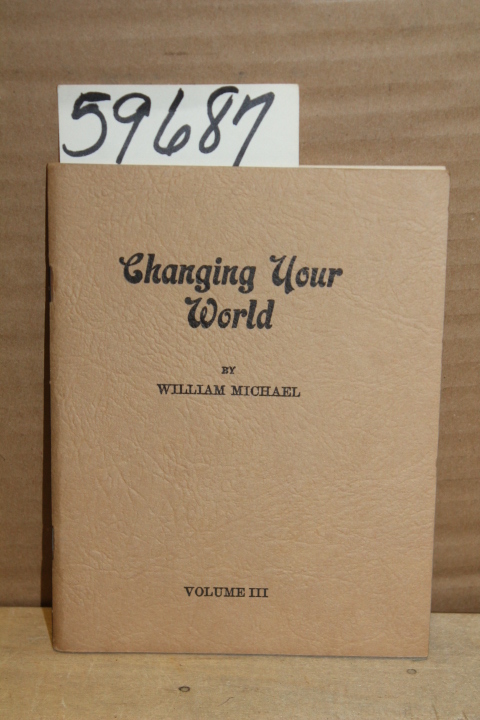 59687
Changing Your
World
BY
WILLIAM MICHAEL
VOLUME III